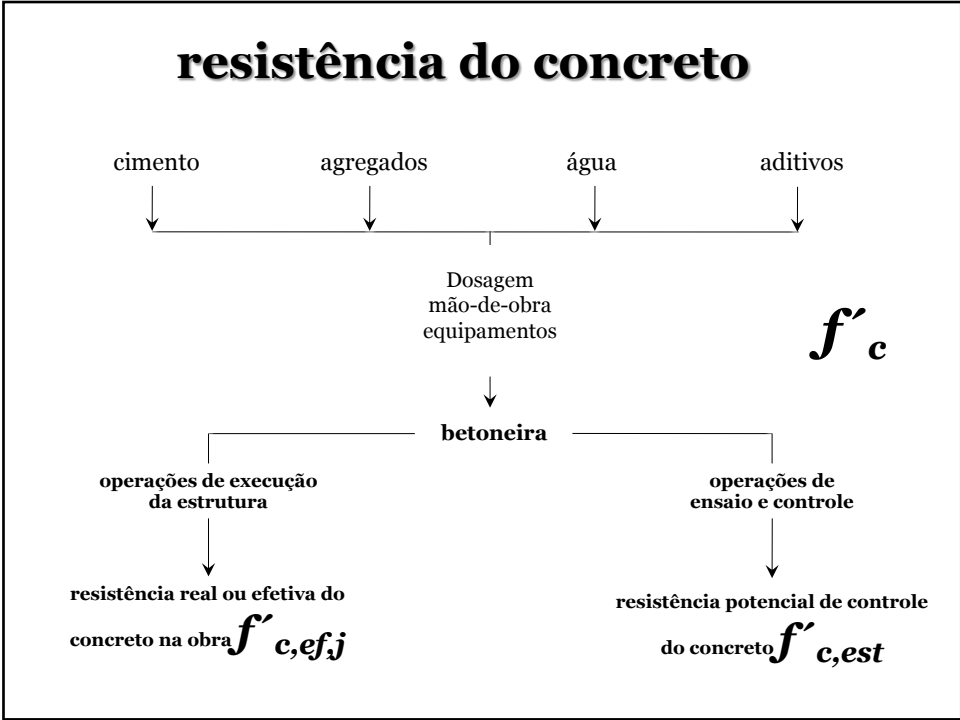 resistência do concreto
cimento agregados água aditivos
Dosagem
mão-de-obra
equipamentos
f´c
betoneira
operações de execução
da estrutura
operações de
ensaio e controle
resistência real ou efetiva do
concreto na obra f´c,ef,j
resistência potencial de controle
do concreto f´c,est